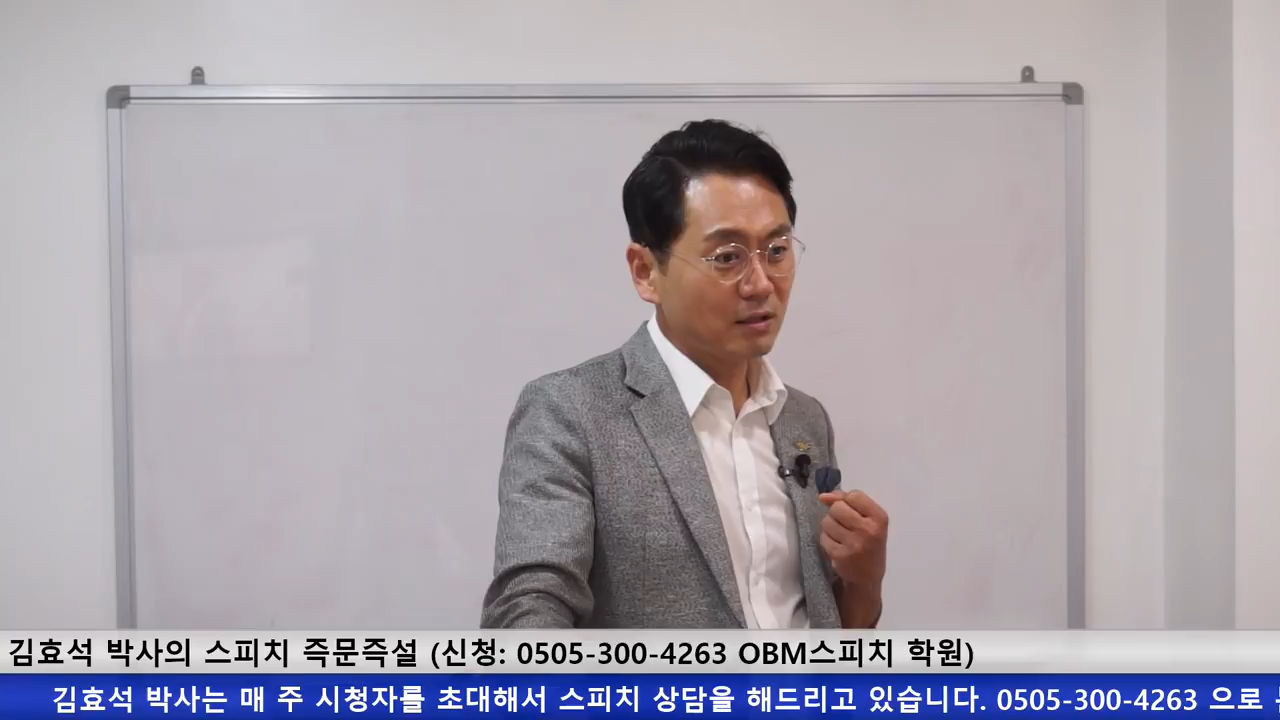 김효석 박사의 스피치 즉문즉설 (신청: 0505-300-4263 OBM스피치 학원)
김효석 박사는 매 주 시청자를 초대해서 스피치 상담을 해드리고 있습니다. 0505-300-4263 으로